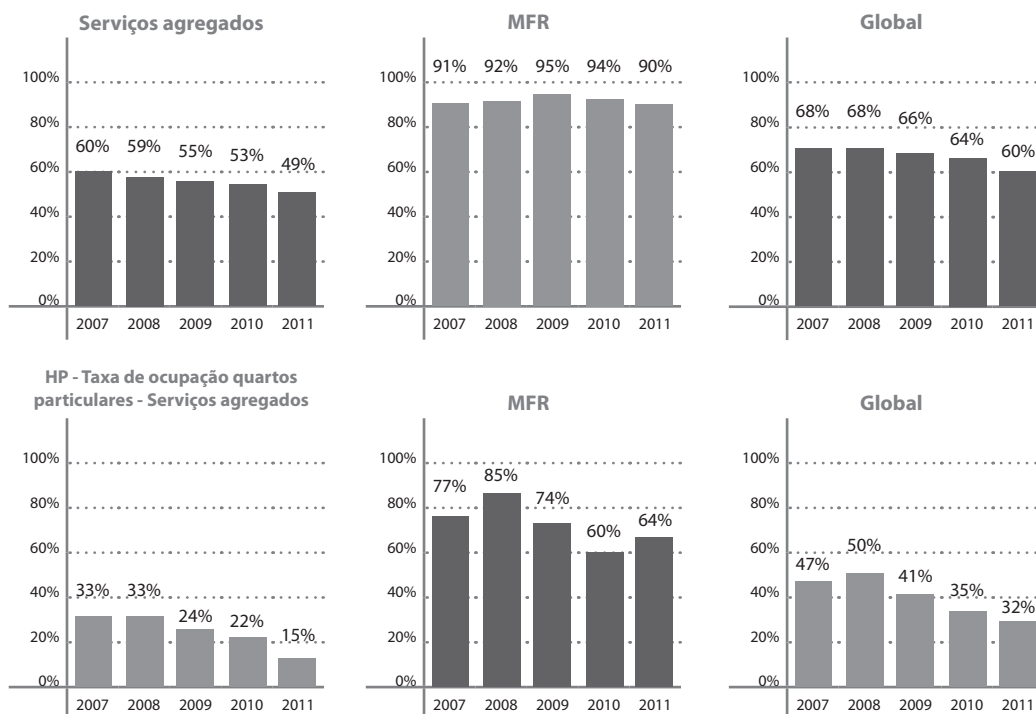 Serviços agregados
100%
80%
60%
40%
20%
0%
60% 59% 55% 53% 49%
2007 2008 2009 2010 2011
MFR
100%
80%
60%
40%
20%
0%
91% 92% 95% 94% 90%
2007 2008 2009 2010 2011
Global
100%
80%
60%
40%
20%
0%
68% 68% 66% 64% 60%
2007 2008 2009 2010 2011
HP - Taxa de ocupação quartos
particulares - Serviços agregados
100%
80%
60%
40%
20%
0%
33% 33% 24% 22% 15%
2007 2008 2009 2010 2011
MFR
100%
80%
60%
40%
20%
0%
77% 85% 74% 60% 64%
2007 2008 2009 2010 2011
Global
100%
80%
60%
40%
20%
0%
47% 50% 41% 35% 32%
2007 2008 2009 2010 2011